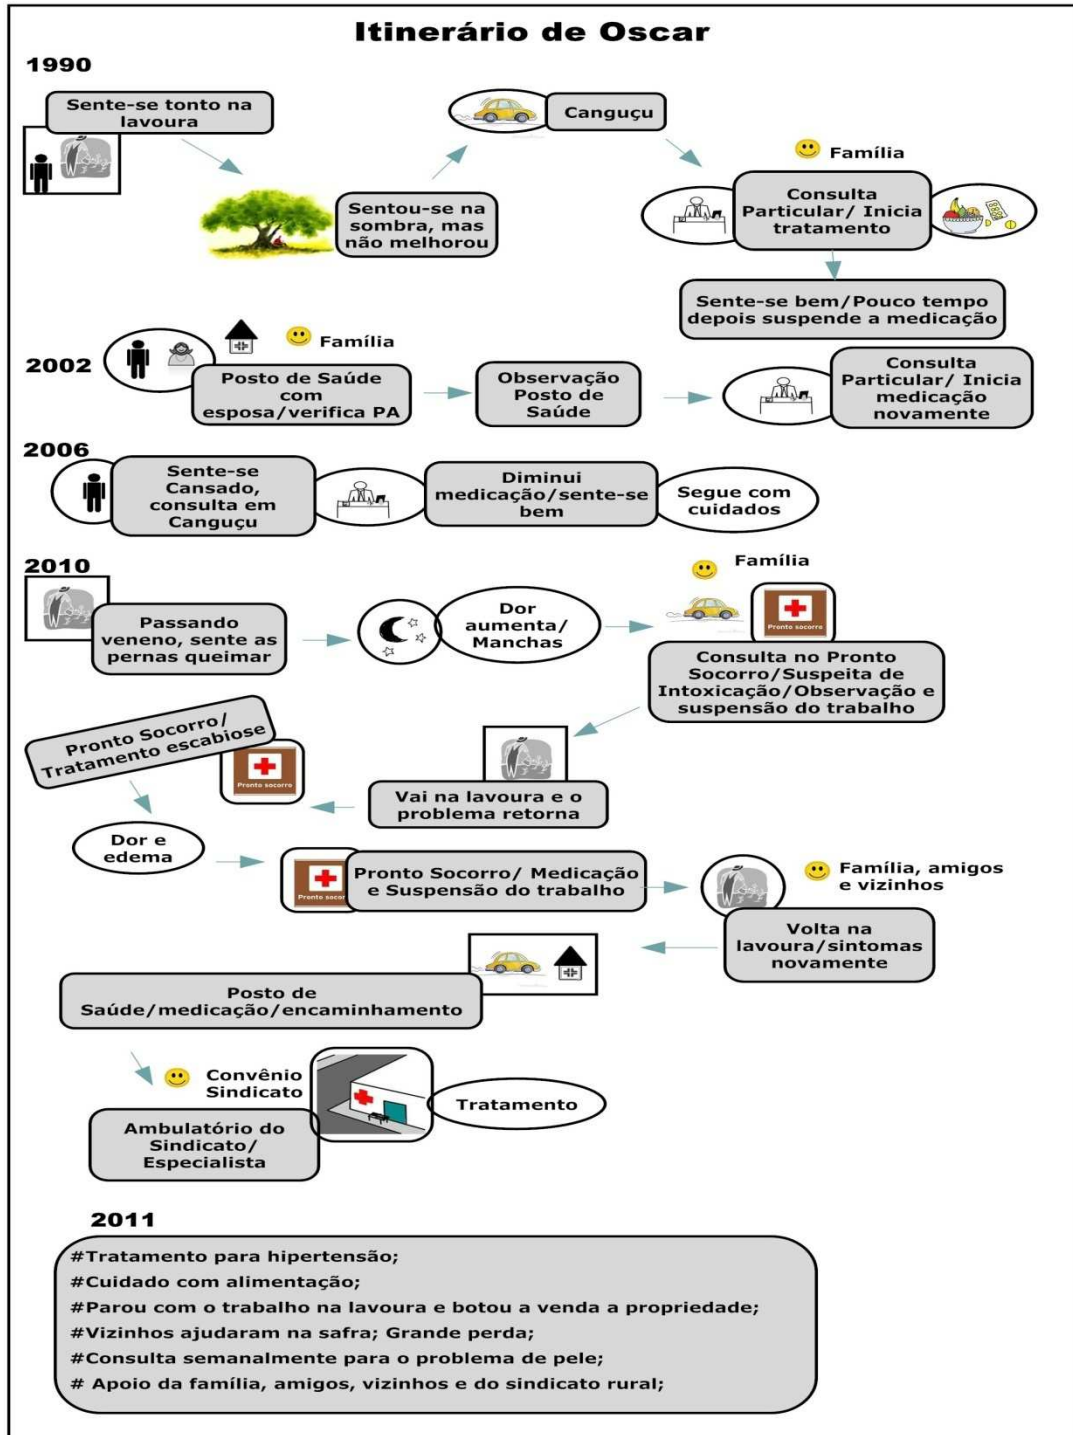 Itinerário de Oscar
1990
Sente-se tonto na
lavoura
Sentou-se na
sombra, mas
não melhorou
Canguçu
Família
Consulta
Particular/ Inicia
tratamento
Sente-se bem/Pouco tempo
depois suspende a medicação
2002
Família
Posto de Saúde
com
esposa/verifica PA
Observação
Posto de
Saúde
Consulta
Particular/ Inicia
medicação
novamente
2006
Sente-se
Cansado,
consulta em
Canguçu
Diminui
medicação/sente-se
bem
Segue com
cuidados
2010
Passando
veneno, sente as
pernas queimar
Dor
aumenta/
Manchas
Família
Pronto socorro
Consulta no Pronto
Socorro/Suspeita de
Intoxicação/Observação e
suspensão do trabalho
Vai na lavoura e o
problema retorna
Pronto Socorro/
Tratamento escabiose
Pronto socorro
Dor e
edema
Pronto socorro
Pronto Socorro/ Medicação
e Suspensão do trabalho
Família, amigos
e vizinhos
Volta na
lavoura/sintomas
novamente
Posto de
Saúde/medicação/encaminhamento
Convênio
Sindicato
Ambulatório do
Sindicato/
Especialista
Tratamento
2011
#Tratamento para hipertensão;
#Cuidado com alimentação;
#Parou com o trabalho na lavoura e botou a venda a propriedade;
#Vizinhos ajudaram na safra; Grande perda;
#Consulta semanalmente para o problema de pele;
# Apoio da família, amigos, vizinhos e do sindicato rural;